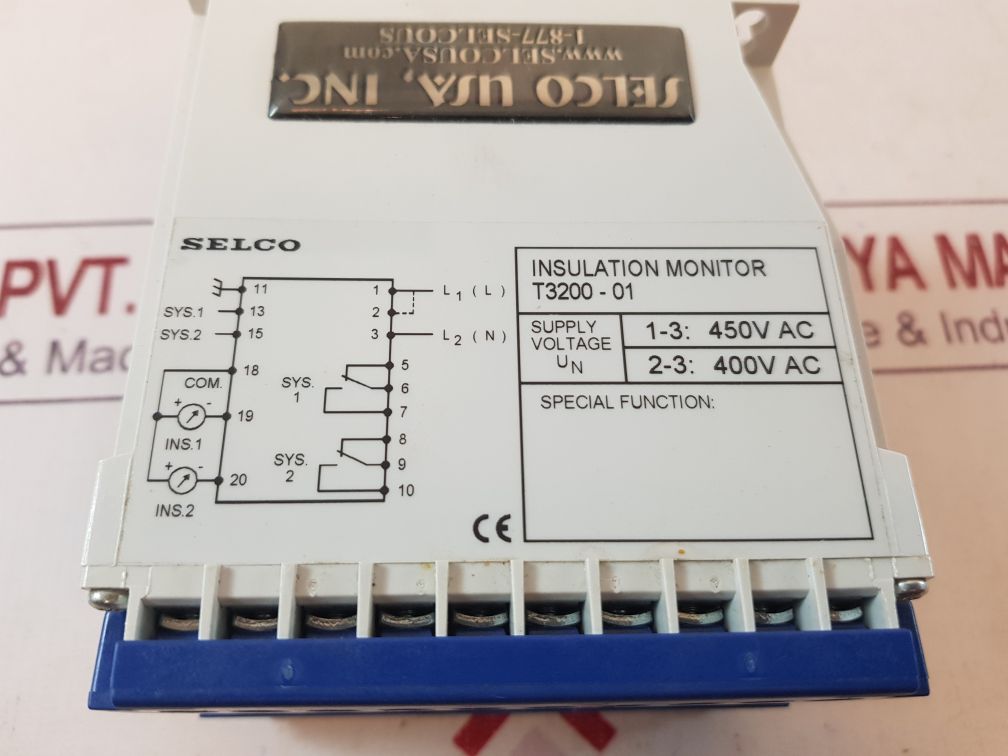 SELCO USA, INC.
www.SELCOUSA.com
1-877-SELCOUS
SELCO
11
13
15
18
19
20
SYS.1
SYS.2
COM.
+ -
INS.1
+ -
INS.2
1
2
3
5
6
7
8
9
10
SYS.
1
SYS.
2
L1 ( L )
L2 ( N )
INSULATION MONITOR
T3200 - 01
SUPPLY
VOLTAGE
UN
1-3: 450V AC
2-3: 400V AC
SPECIAL FUNCTION:
CE
PVT.
& Mac
YA MA
e & Indu